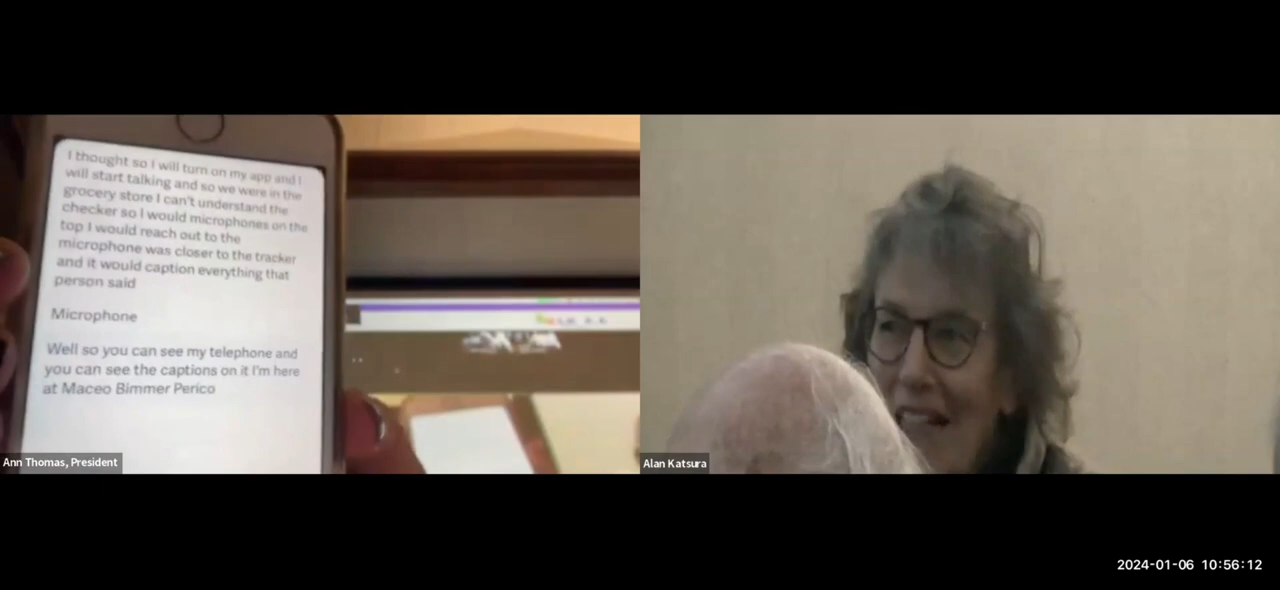 I thought so I will turn on my app and I
will start talking and so we were in the
grocery store I can't understand the
checker so I would microphones on the
top I would reach out to the
microphone was closer to the tracker
and it would caption everything that
person said
Microphone
Well so you can see my telephone and
you can see the captions on it I'm here
at Maceo Bimmer Perico
Ann Thomas, President
Alan Katsura
2024-01-06 10:56:12